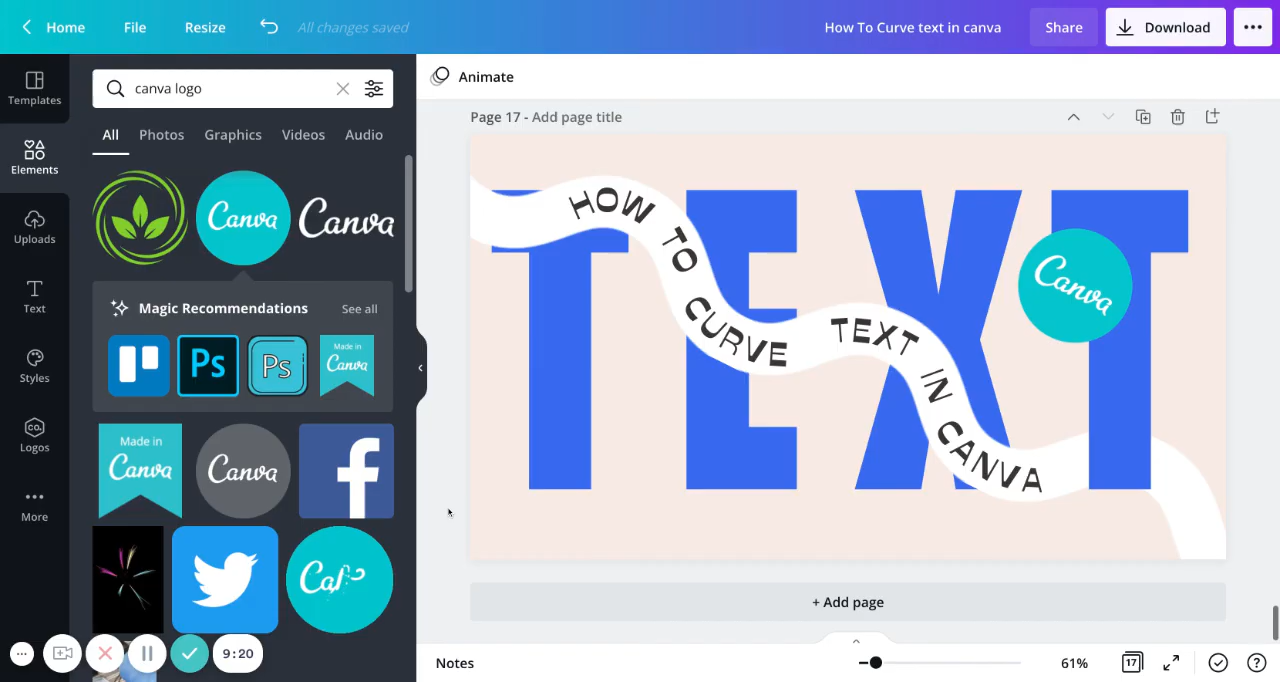 Home
File
Resize
All changes saved
How To Curve text in canva
Share
Download
Templates
Elements
Uploads
Text
Styles
Logos
More
canva logo
All
Photos
Graphics
Videos
Audio
Canva
Canva
Magic Recommendations
See all
Ps
Ps
Made in
Canva
Made in
Canva
Canva
f
co.
9:20
Animate
Page 17 - Add page title
TEXT
HOW TO CURVE TEXT IN CANVA
Canva
+ Add page
Notes
61%
17